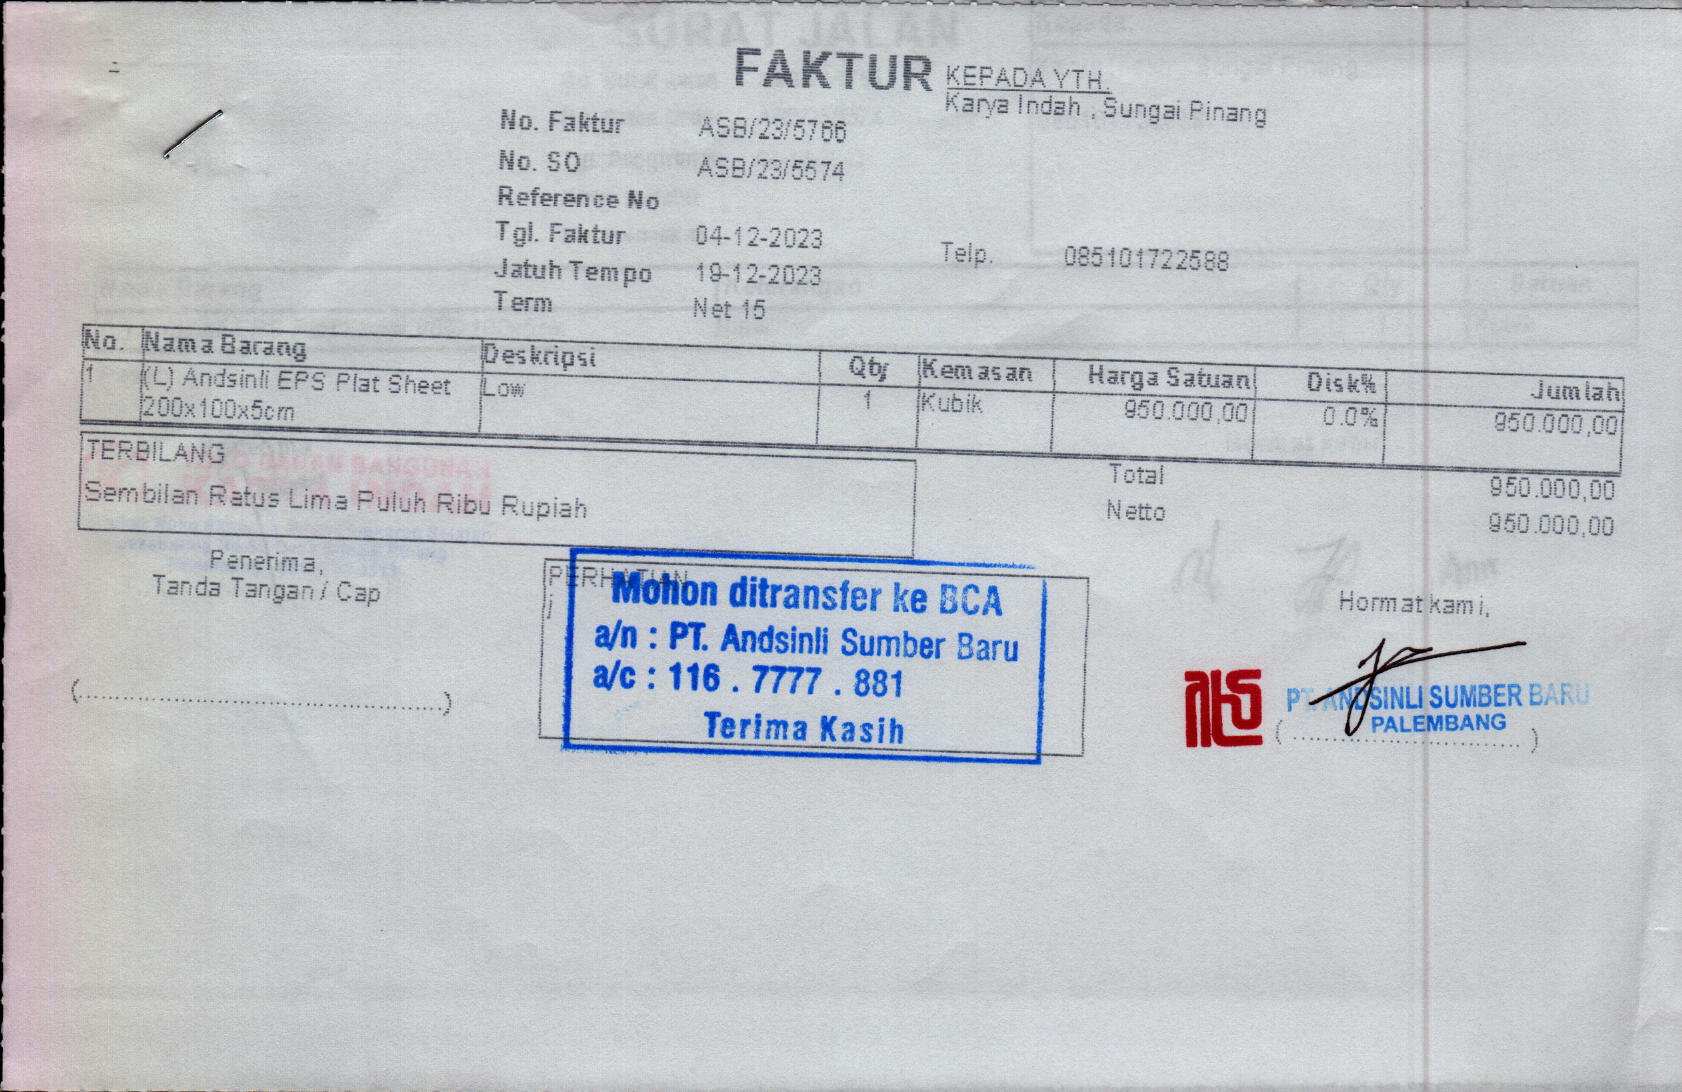 FAKTUR
KEPADA YTH.
Karya Indah , Sungai Pinang
No. Faktur ASB/23/5766
No. SO ASB/23/5574
Reference No
Tgl. Faktur 04-12-2023
Telp. 085101722588
Jatuh Tempo 19-12-2023
Term Net 15
No. Nama Barang Deskripsi Qty Kemasan Harga Satuan Disk% Jumlah
1 (L) Andsinli EPS Plat Sheet Low 1 Kubik 950.000,00 0.0% 950.000,00
200x100x5cm
TERBILANG
Sembilan Ratus Lima Puluh Ribu Rupiah
Total 950.000,00
Netto 950.000,00
Penerima,
Tanda Tangan / Cap
(..........................................)
PERHATIAN
j
Mohon ditransfer ke BCA
a/n : PT. Andsinli Sumber Baru
a/c : 116 . 7777 . 881
Terima Kasih
Hormat kami,
PT. ANDSINLI SUMBER BARU
PALEMBANG
(..............................)